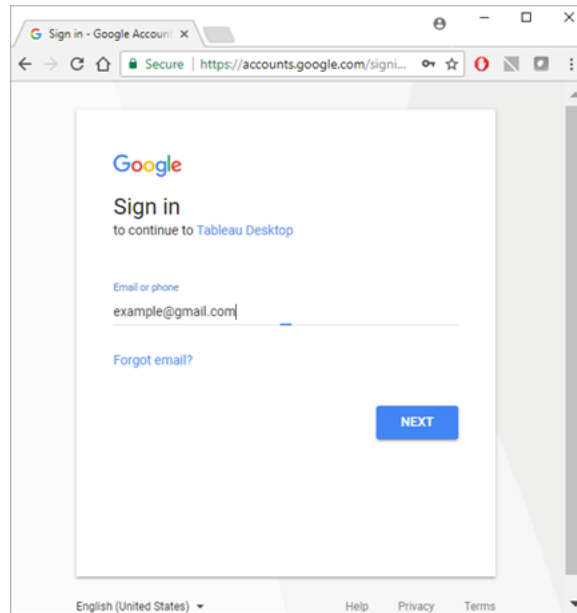 Sign in - Google Accoun
Secure | https://accounts.google.com/signi...
Google
Sign in
to continue to Tableau Desktop
Email or phone
example@gmail.com
Forgot email?
NEXT
English (United States) Help Privacy Terms